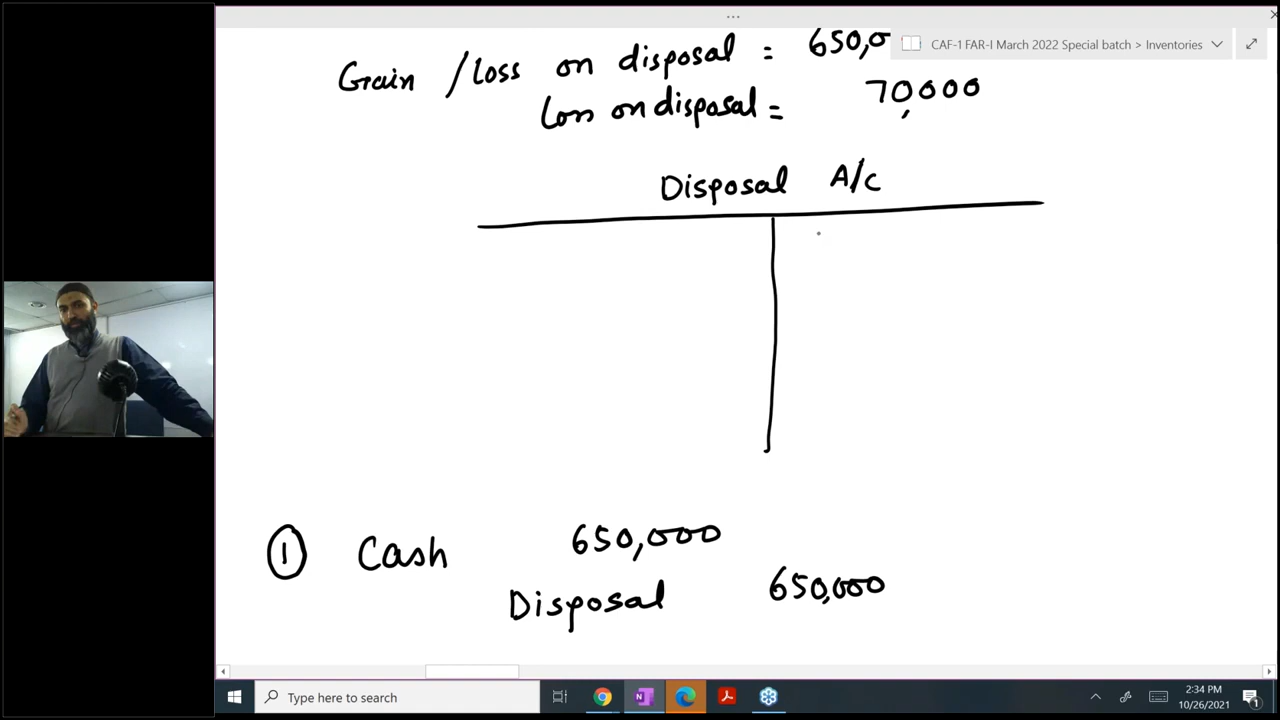 ...
CAF-1 FAR-I March 2022 Special batch > Inventories
Gain /loss on disposal = 650,0
Loss on disposal = 70,000
Disposal A/c
① Cash 650,000
Disposal 650,000
Type here to search
2:34 PM
10/26/2021
1